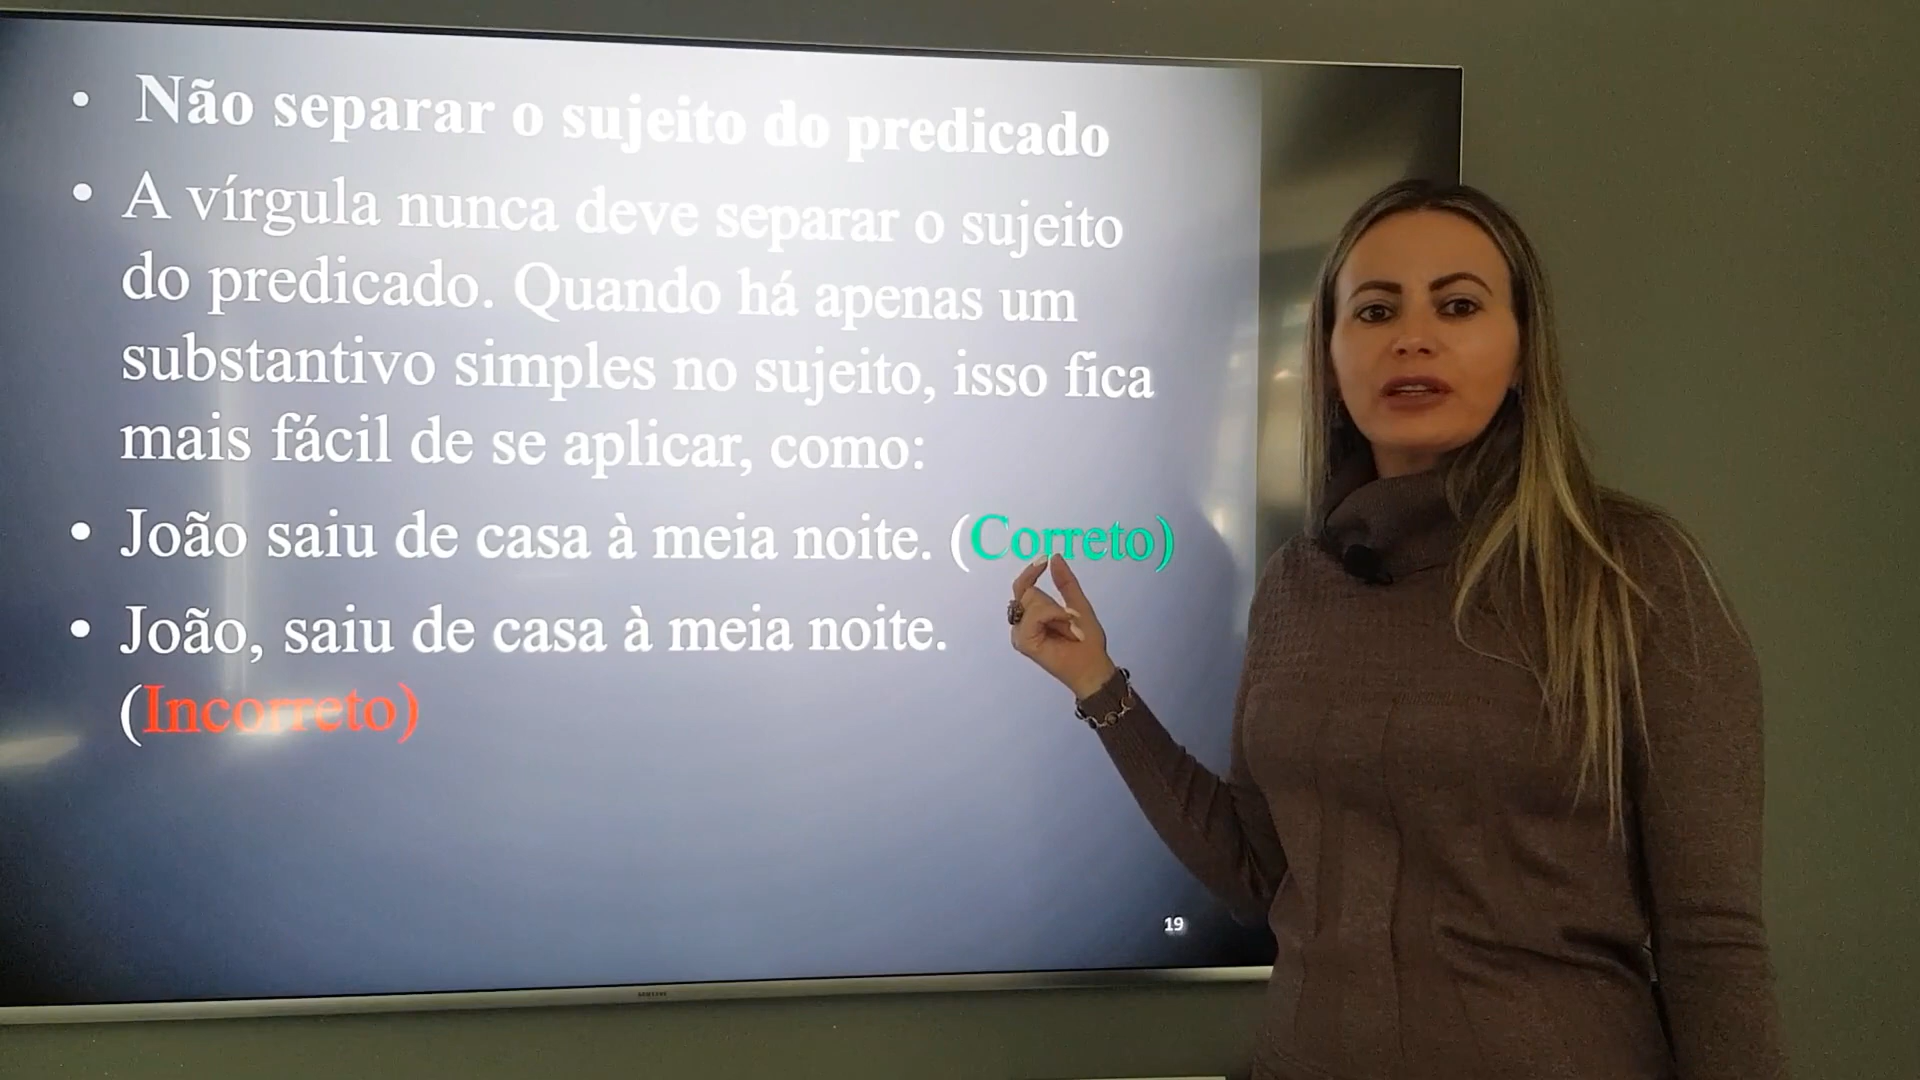 • Não separar o sujeito do predicado
• A vírgula nunca deve separar o sujeito
do predicado. Quando há apenas um
substantivo simples no sujeito, isso fica
mais fácil de se aplicar, como:
• João saiu de casa à meia noite. (Correto)
• João, saiu de casa à meia noite.
(Incorreto)
19
SAMSUNG